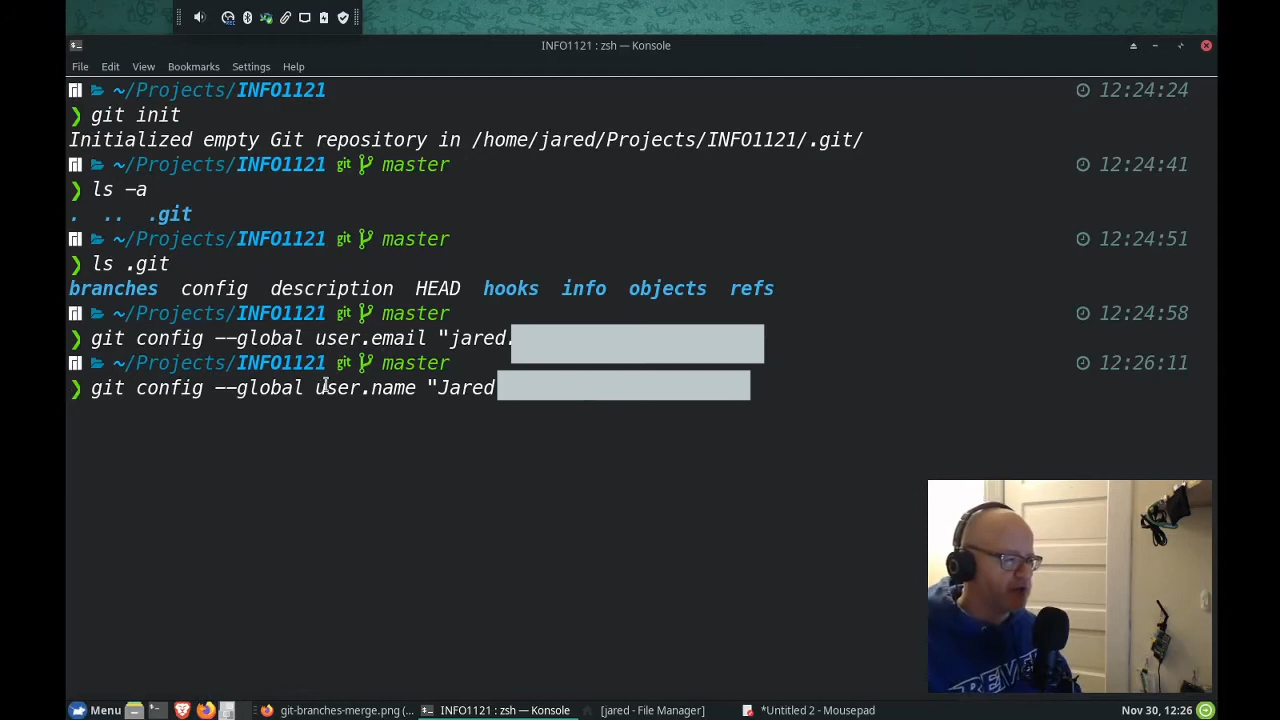 INFO1121 : zsh — Konsole
File Edit View Bookmarks Settings Help
~/Projects/INFO1121 12:24:24
❯ git init
Initialized empty Git repository in /home/jared/Projects/INFO1121/.git/
~/Projects/INFO1121 git master 12:24:41
❯ ls -a
. .. .git
~/Projects/INFO1121 git master 12:24:51
❯ ls .git
branches config description HEAD hooks info objects refs
~/Projects/INFO1121 git master 12:24:58
❯ git config --global user.email "jared.
~/Projects/INFO1121 git master 12:26:11
❯ git config --global user.name "Jared
Menu git-branches-merge.png (... INFO1121 : zsh — Konsole [jared - File Manager] *Untitled 2 - Mousepad Nov 30, 12:26